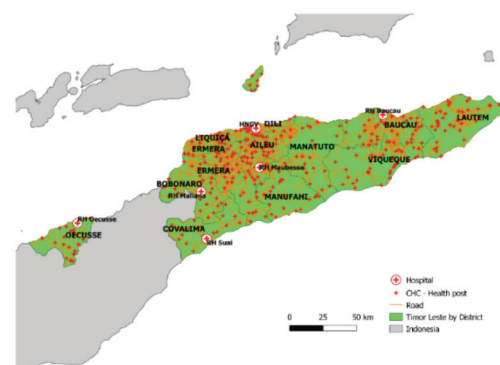 HNGV
DILI
RH Baucau
LAUTEM
BAUCAU
LIQUIÇA
ERMERA
AILEU
MANATUTO
VIQUEQUE
ERMERA
RH Maubesse
BOBONARO
RH Maliana
MANUFAHI
RH Oecusse
OECUSSE
COVALIMA
RH Suai
Hospital
CHC - Health post
Road
Timor Leste by District
Indonesia
0 25 50 km